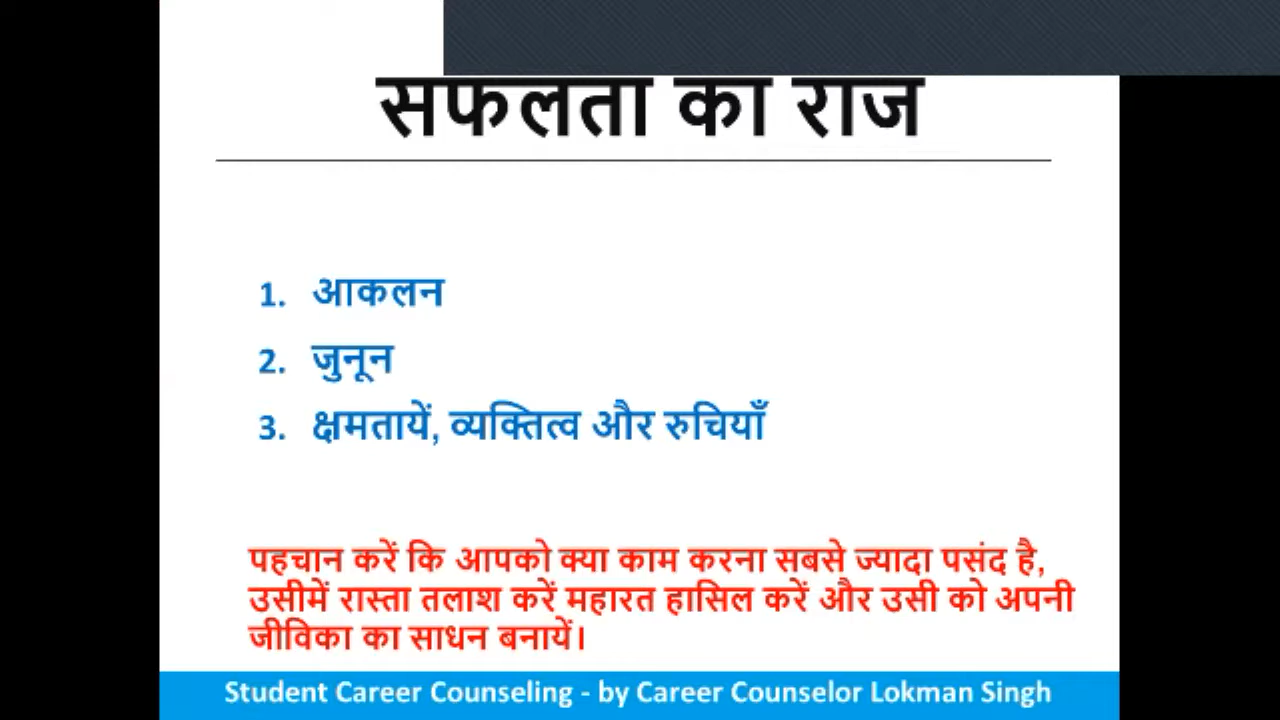 सफलता का राज
1. आकलन
2. जुनून
3. क्षमतायें, व्यक्तित्व और रुचियाँ
पहचान करें कि आपको क्या काम करना सबसे ज्यादा पसंद है,
उसीमें रास्ता तलाश करें महारत हासिल करें और उसी को अपनी
जीविका का साधन बनायें।
Student Career Counseling - by Career Counselor Lokman Singh